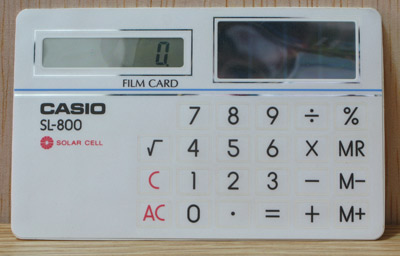 0.
FILM CARD
CASIO
SL-800
SOLAR CELL
7 8 9 ÷ %
√ 4 5 6 X MR
C 1 2 3 − M−
AC 0 · = + M+